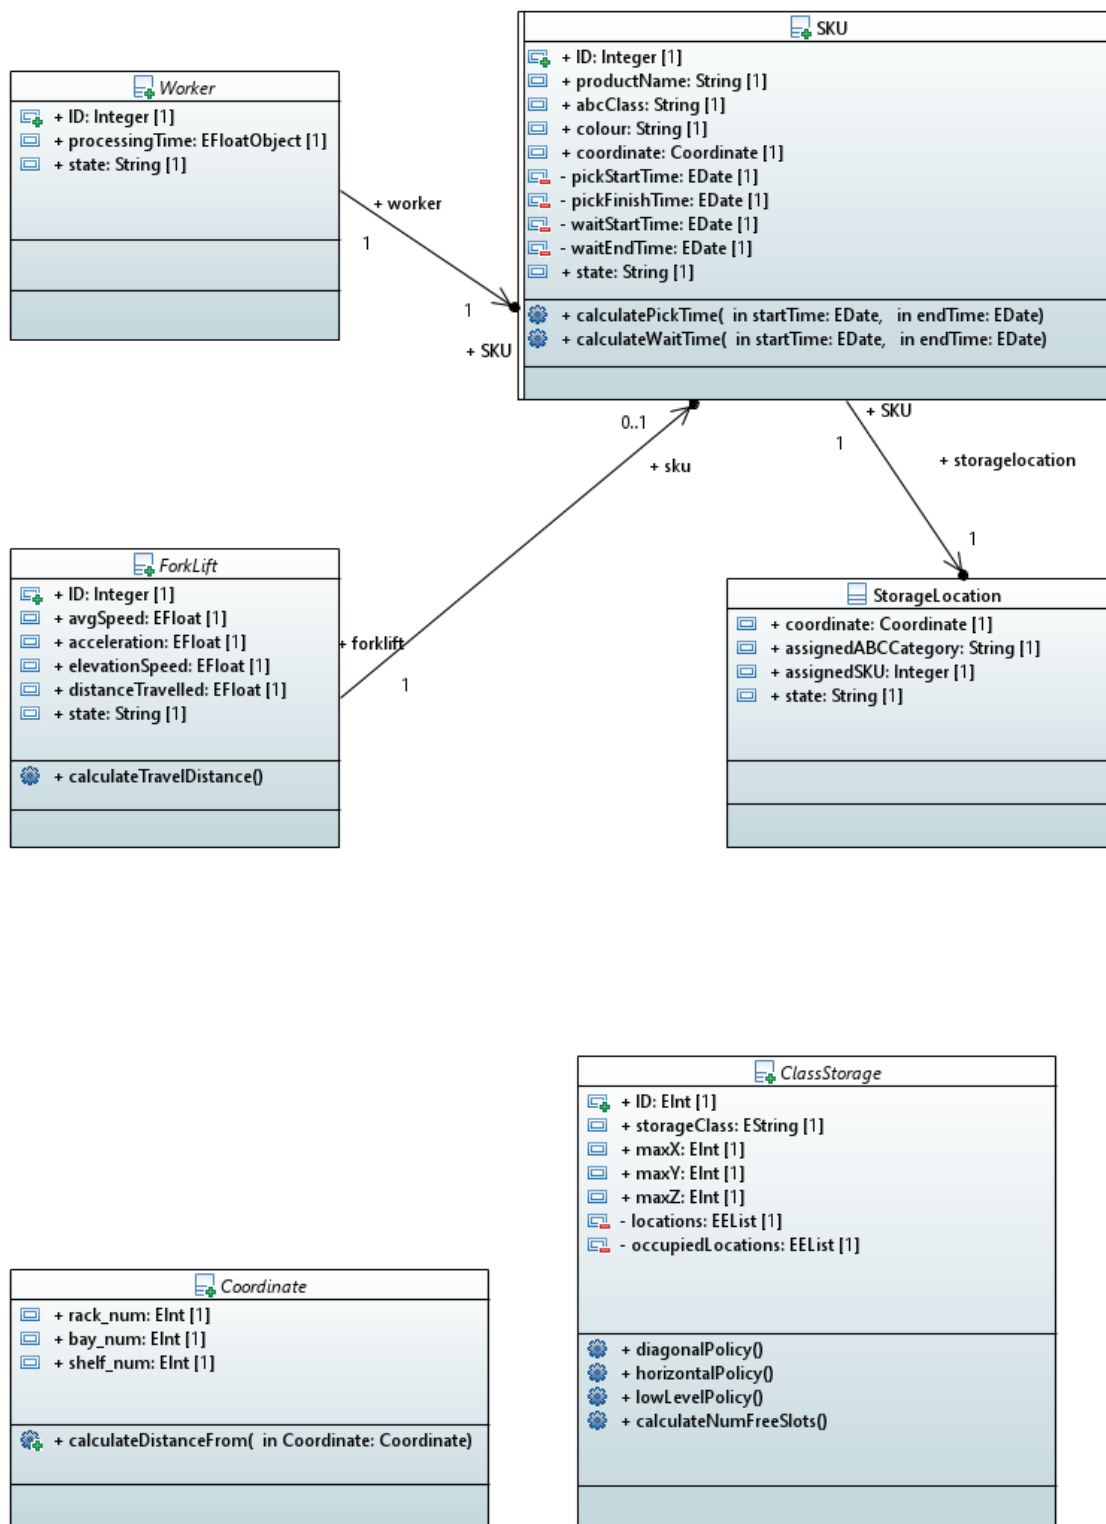 SKU
+ ID: Integer [1]
+ productName: String [1]
+ abcClass: String [1]
+ colour: String [1]
+ coordinate: Coordinate [1]
- pickStartTime: EDate [1]
- pickFinishTime: EDate [1]
- waitStartTime: EDate [1]
- waitEndTime: EDate [1]
+ state: String [1]
+ calculatePickTime( in startTime: EDate, in endTime: EDate)
+ calculateWaitTime( in startTime: EDate, in endTime: EDate)
Worker
+ ID: Integer [1]
+ processingTime: EFloatObject [1]
+ state: String [1]
+ worker
1
1
+ SKU
0..1
+ sku
+ SKU
1
+ storagelocation
1
ForkLift
+ ID: Integer [1]
+ avgSpeed: EFloat [1]
+ acceleration: EFloat [1]
+ elevationSpeed: EFloat [1]
+ distanceTravelled: EFloat [1]
+ state: String [1]
+ calculateTravelDistance()
+ forklift
1
StorageLocation
+ coordinate: Coordinate [1]
+ assignedABCCategory: String [1]
+ assignedSKU: Integer [1]
+ state: String [1]
ClassStorage
+ ID: EInt [1]
+ storageClass: EString [1]
+ maxX: EInt [1]
+ maxY: EInt [1]
+ maxZ: EInt [1]
- locations: EEList [1]
- occupiedLocations: EEList [1]
+ diagonalPolicy()
+ horizontalPolicy()
+ lowLevelPolicy()
+ calculateNumFreeSlots()
Coordinate
+ rack_num: EInt [1]
+ bay_num: EInt [1]
+ shelf_num: EInt [1]
+ calculateDistanceFrom( in Coordinate: Coordinate)